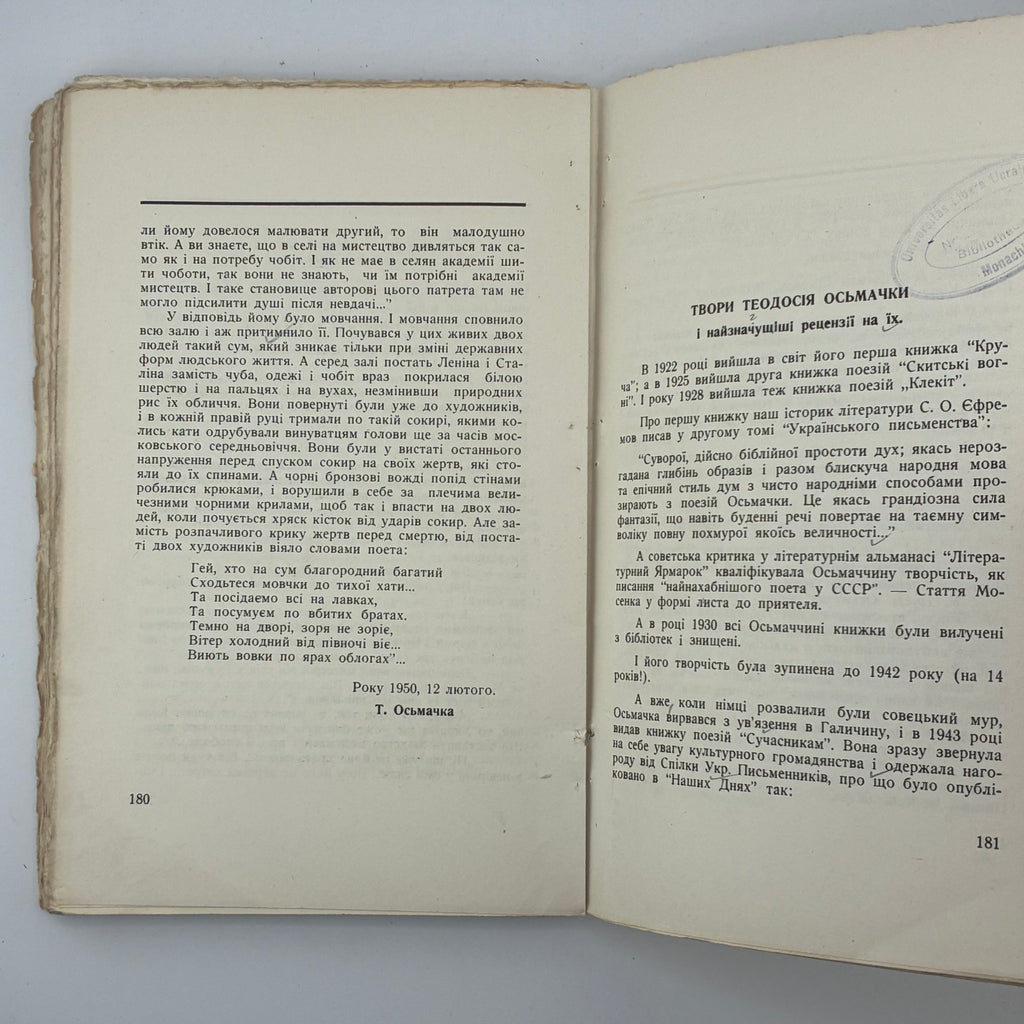 ли йому довелося малювати другий, то він малодушно
втік. А ви знаєте, що в селі на мистецтво дивляться так са-
мо як і на потребу чобіт. І як не має в селян академії ши-
ти чоботи, так вони не знають, чи їм потрібні академії
мистецтв. І таке становище авторові цього патрета там не
могло підсилити душі після невдачі..."
У відповідь йому було мовчання. І мовчання сповнило
всю залю і аж притимнило її. Почувався у цих живих двох
людей такий сум, який зникає тільки при зміні державних
форм людського життя. А серед залі постать Леніна і Ста-
ліна замість чуба, одежі і чобіт враз покрилася білою
шерстю і на пальцях і на вухах, незмінивши природних
рис їх обличчя. Вони повернуті були уже до художників,
і в кожній правій руці тримали по такій сокирі, якими ко-
лись кати одрубували винуватцям голови ще за часів мос-
ковського середньовіччя. Вони були у вистаті останнього
напруження перед спуском сокир на своїх жертв, які сто-
яли до їх спинами. А чорні бронзові вожді попід стінами
робилися крюками, і ворушили в себе за плечима вели-
чезними чорними крилами, щоб так і впасти на двох лю-
дей, коли почується хряск кісток від ударів сокир. Але за-
мість розпачливого крику жертв перед смертю, від поста-
ті двох художників віяло словами поета:
Гей, хто на сум благородний багатий
Сходьтеся мовчки до тихої хати...
Та посідаємо всі на лавках,
Та посумуєм по вбитих братах.
Темно на дворі, зоря не зоріє,
Вітер холодний від півночі віє...
Виють вовки по ярах облогах"...
Року 1950, 12 лютого.
Т. Осьмачка
180
Universitas Libera Ucrai
Bibliothec
Monach
ТВОРИ ТЕОДОСІЯ ОСЬМАЧКИ
і найзначущіші рецензії на їх.
В 1922 році вийшла в світ його перша книжка "Кру-
ча"; а в 1925 вийшла друга книжка поезій "Скитські вог-
ні". І року 1928 вийшла теж книжка поезій „Клекіт".
Про першу книжку наш історик літератури С. О. Єфре-
мов писав у другому томі "Українського письменства":
"Суворої, дійсно біблійної простоти дух; якась нероз-
гадана глибінь образів і разом блискуча народня мова
та епічний стиль дум з чисто народніми способами про-
зирають з поезій Осьмачки. Це якась грандіозна сила
фантазії, що навіть буденні речі повертає на таємну сим-
воліку повну похмурої якоїсь величності..."
А совєтська критика у літературнім альманасі "Літера-
турний Ярмарок" кваліфікувала Осьмаччину творчість, як
писання "найнахабнішого поета у СССР". — Стаття Мо-
сенка у формі листа до приятеля.
А в році 1930 всі Осьмаччині книжки були вилучені
з бібліотек і знищені.
І його творчість була зупинена до 1942 року (на 14
років!).
А вже коли німці розвалили були совєцький мур,
Осьмачка вирвався з ув'язення в Галичину, і в 1943 році
видав книжку поезій "Сучасникам". Вона зразу звернула
на себе увагу культурного громадянства і одержала наго-
роду від Спілки Укр. Письменників, про що було опублі-
ковано в "Наших Днях" так:
181